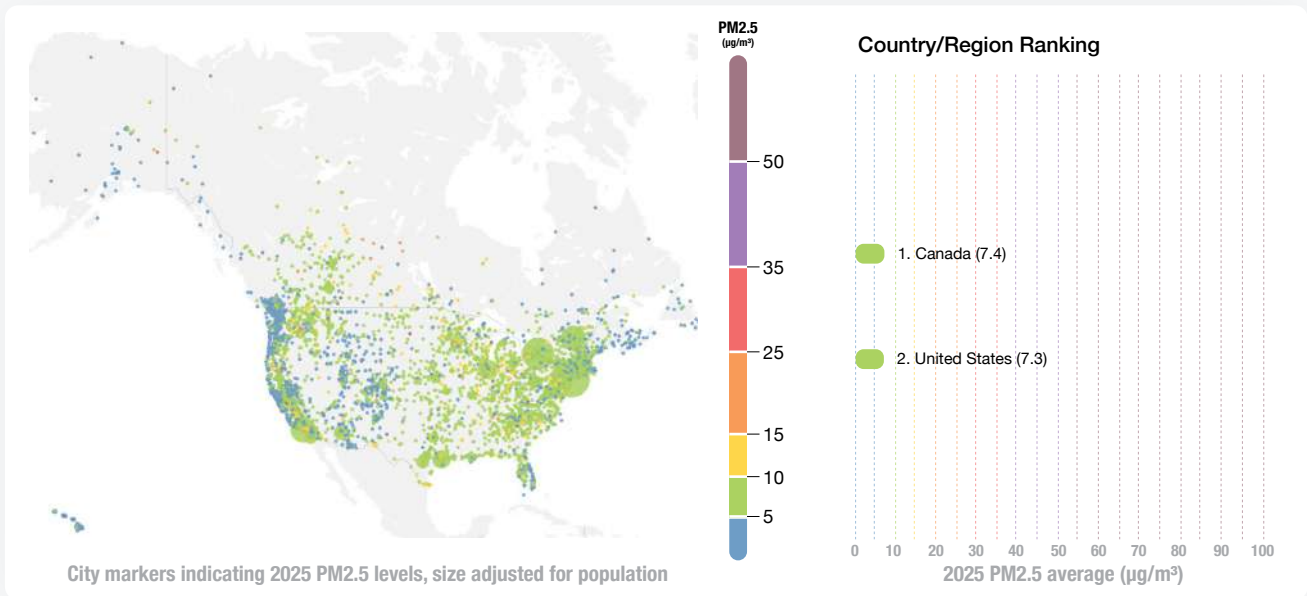 PM2.5
(µg/m³)
50
35
25
15
10
5
City markers indicating 2025 PM2.5 levels, size adjusted for population
Country/Region Ranking
1. Canada (7.4)
2. United States (7.3)
0 10 20 30 40 50 60 70 80 90 100
2025 PM2.5 average (µg/m³)